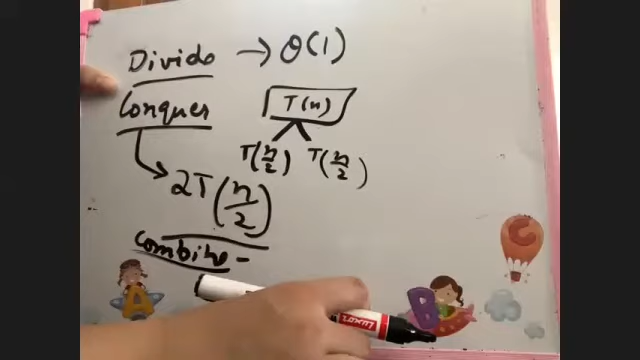 Divide → θ(1)
Conquer
T(n)
T(n/2) T(n/2)
2T(n/2)
Combine -
A
B
C
LUXOR